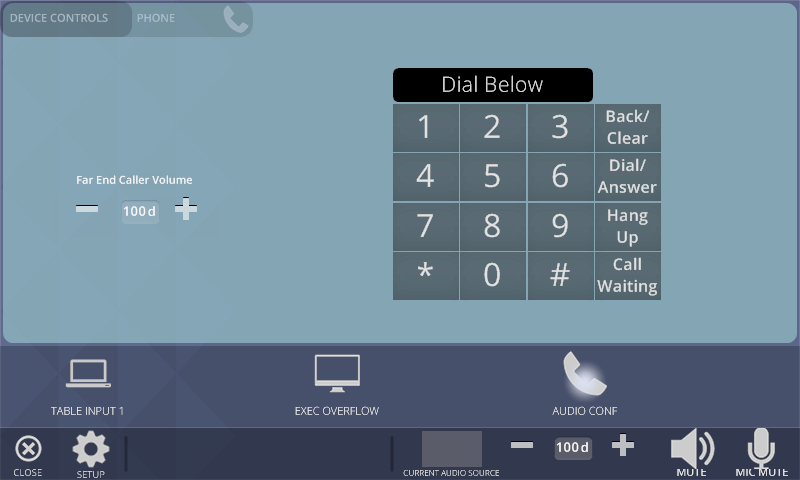 DEVICE CONTROLS
PHONE
Dial Below
1 2 3 Back/
Clear
4 5 6 Dial/
Answer
Far End Caller Volume
100d
7 8 9 Hang
Up
* 0 # Call
Waiting
TABLE INPUT 1
EXEC OVERFLOW
AUDIO CONF
100d
CLOSE
SETUP
CURRENT AUDIO SOURCE
MUTE
MIC MUTE